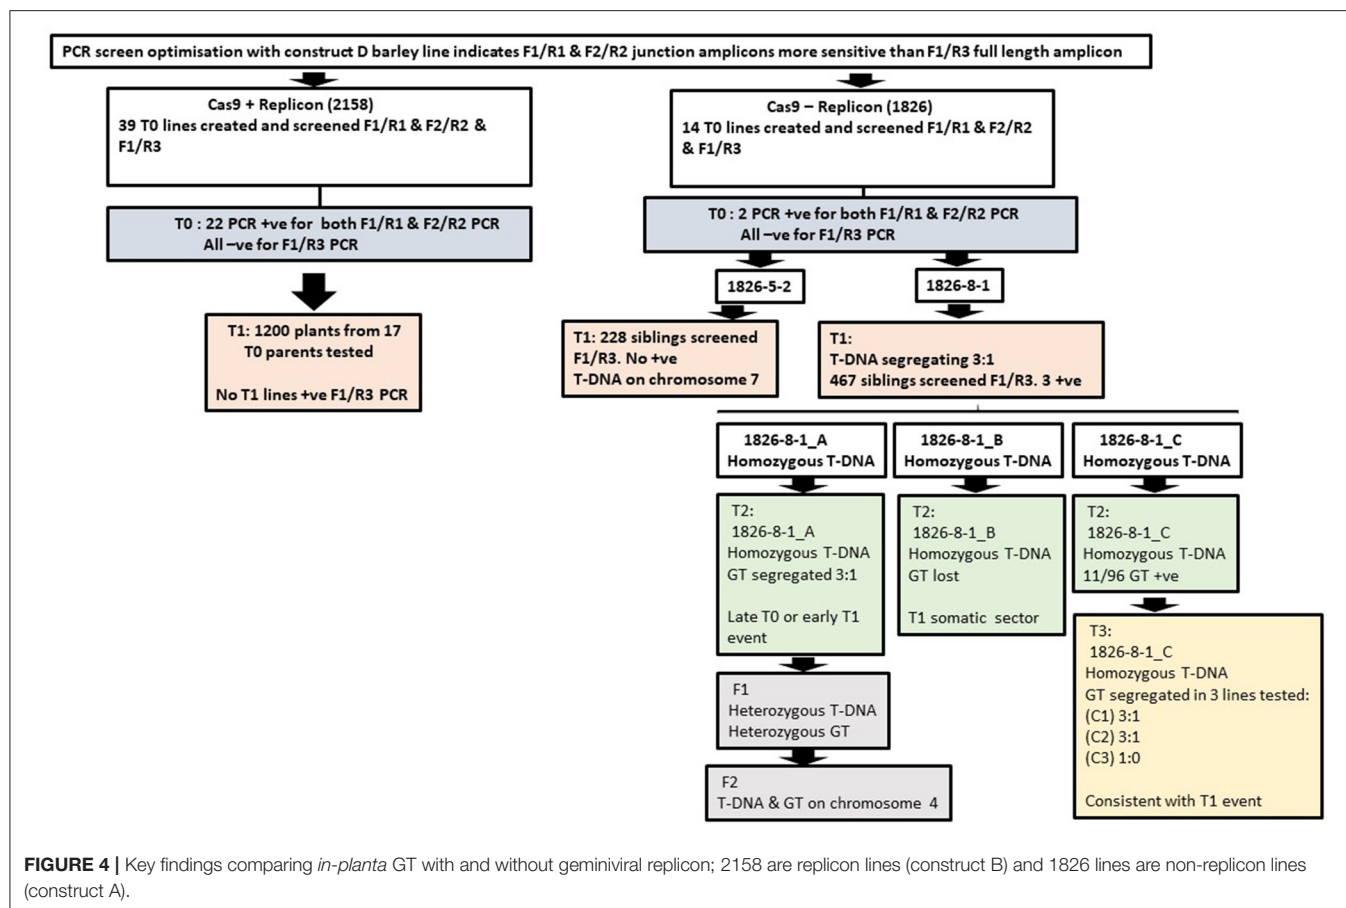 PCR screen optimisation with construct D barley line indicates F1/R1 & F2/R2 junction amplicons more sensitive than F1/R3 full length amplicon
Cas9 + Replicon (2158)
39 T0 lines created and screened F1/R1 & F2/R2 &
F1/R3
Cas9 – Replicon (1826)
14 T0 lines created and screened F1/R1 & F2/R2
& F1/R3
T0 : 22 PCR +ve for both F1/R1 & F2/R2 PCR
All –ve for F1/R3 PCR
T0 : 2 PCR +ve for both F1/R1 & F2/R2 PCR
All –ve for F1/R3 PCR
1826-5-2
1826-8-1
T1: 1200 plants from 17
T0 parents tested
No T1 lines +ve F1/R3 PCR
T1: 228 siblings screened
F1/R3. No +ve
T-DNA on chromosome 7
T1:
T-DNA segregating 3:1
467 siblings screened F1/R3. 3 +ve
1826-8-1_A
Homozygous T-DNA
1826-8-1_B
Homozygous T-DNA
1826-8-1_C
Homozygous T-DNA
T2:
1826-8-1_A
Homozygous T-DNA
GT segregated 3:1
Late T0 or early T1
event
T2:
1826-8-1_B
Homozygous T-DNA
GT lost
T1 somatic sector
T2:
1826-8-1_C
Homozygous T-DNA
11/96 GT +ve
F1
Heterozygous T-DNA
Heterozygous GT
F2
T-DNA & GT on chromosome 4
T3:
1826-8-1_C
Homozygous T-DNA
GT segregated in 3 lines tested:
(C1) 3:1
(C2) 3:1
(C3) 1:0
Consistent with T1 event
FIGURE 4 | Key findings comparing in-planta GT with and without geminiviral replicon; 2158 are replicon lines (construct B) and 1826 lines are non-replicon lines
(construct A).